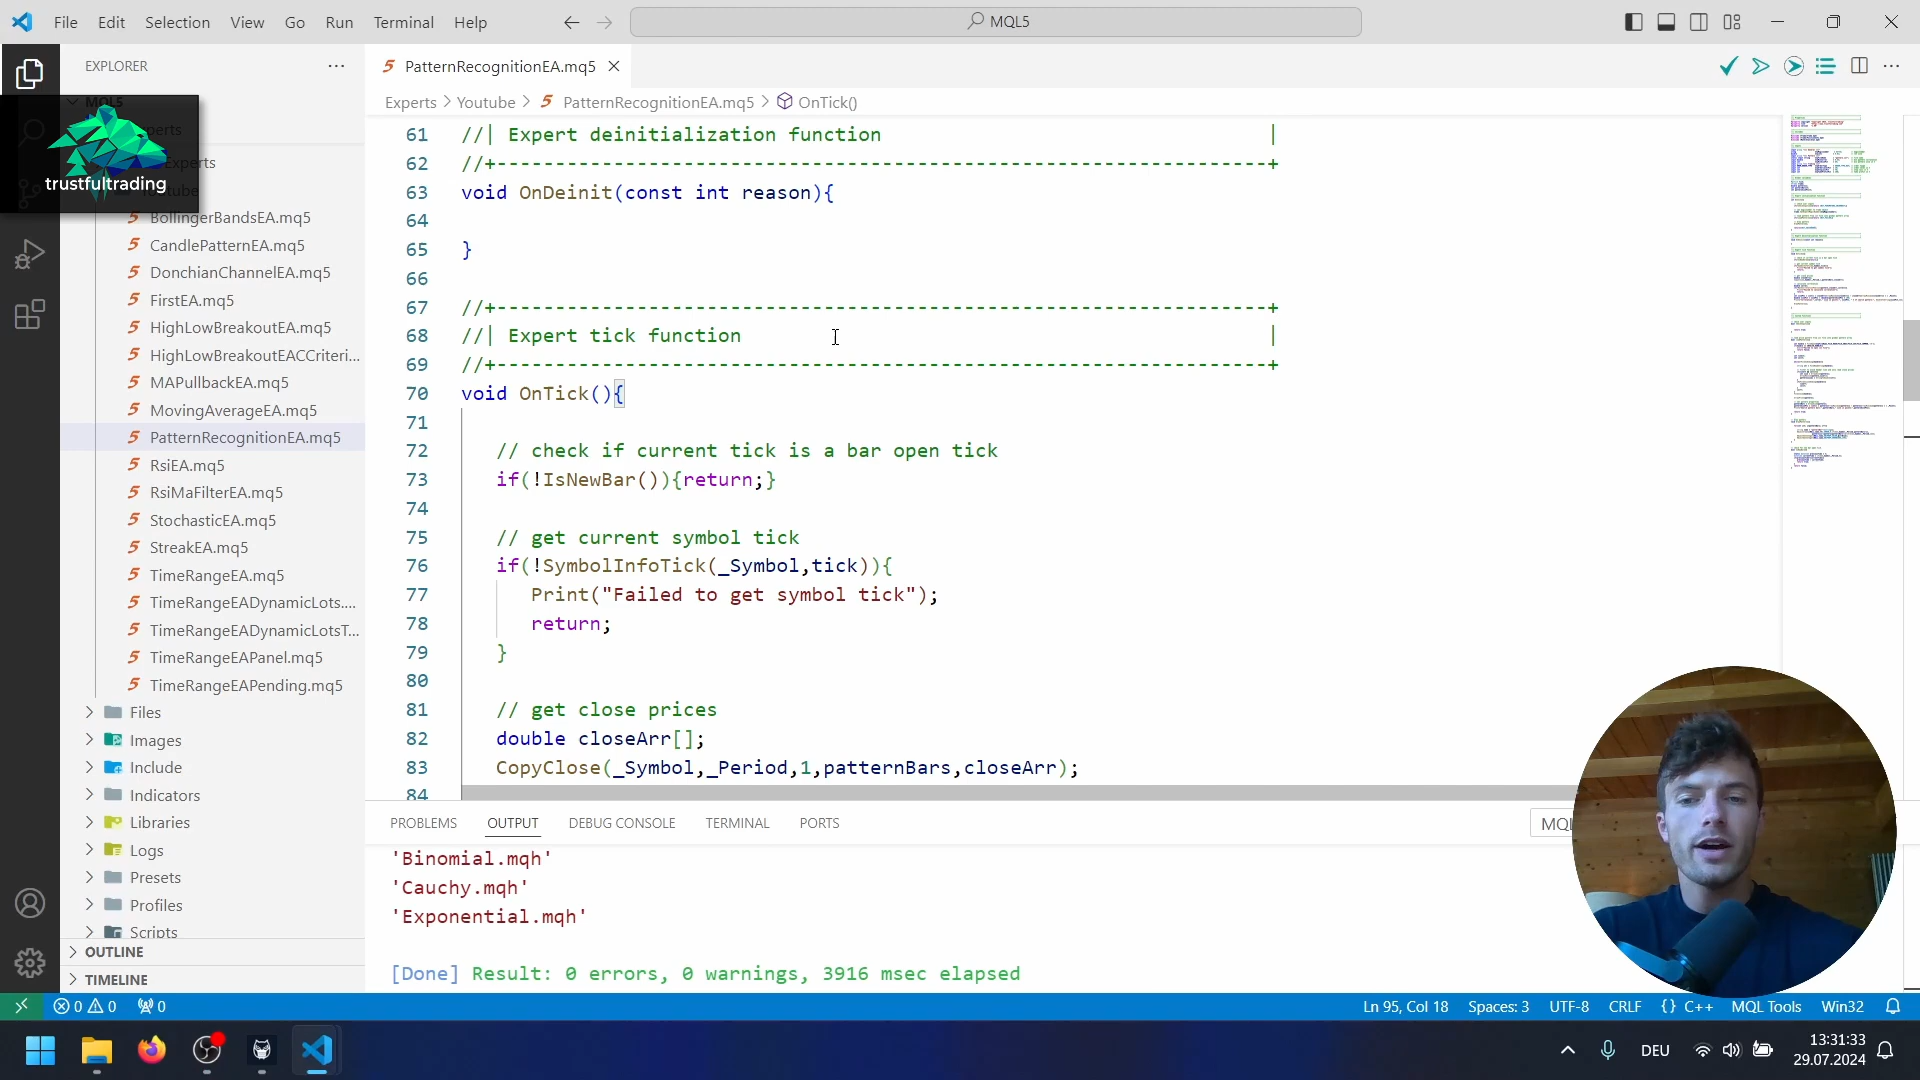 File Edit Selection View Go Run Terminal Help
MQL5
EXPLORER
PatternRecognitionEA.mq5
Experts > Youtube > PatternRecognitionEA.mq5 > OnTick()
MQL5
trustfultrading
BollingerBandsEA.mq5
CandlePatternEA.mq5
DonchianChannelEA.mq5
FirstEA.mq5
HighLowBreakoutEA.mq5
HighLowBreakoutEACCriteri...
MAPullbackEA.mq5
MovingAverageEA.mq5
PatternRecognitionEA.mq5
RsiEA.mq5
RsiMaFilterEA.mq5
StochasticEA.mq5
StreakEA.mq5
TimeRangeEA.mq5
TimeRangeEADynamicLots....
TimeRangeEADynamicLotsT...
TimeRangeEAPanel.mq5
TimeRangeEAPending.mq5
Files
Images
Include
Indicators
Libraries
Logs
Presets
Profiles
Scripts
OUTLINE
TIMELINE
61 //| Expert deinitialization function |
62 //+------------------------------------------------------------------+
63 void OnDeinit(const int reason){
64
65 }
66
67 //+------------------------------------------------------------------+
68 //| Expert tick function |
69 //+------------------------------------------------------------------+
70 void OnTick(){
71
72 // check if current tick is a bar open tick
73 if(!IsNewBar()){return;}
74
75 // get current symbol tick
76 if(!SymbolInfoTick(_Symbol,tick)){
77 Print("Failed to get symbol tick");
78 return;
79 }
80
81 // get close prices
82 double closeArr[];
83 CopyClose(_Symbol,_Period,1,patternBars,closeArr);
84
PROBLEMS OUTPUT DEBUG CONSOLE TERMINAL PORTS
'Binomial.mqh'
'Cauchy.mqh'
'Exponential.mqh'
[Done] Result: 0 errors, 0 warnings, 3916 msec elapsed
0 0 0
Ln 95, Col 18 Spaces: 3 UTF-8 CRLF {} C++ MQL Tools Win32
DEU
13:31:33
29.07.2024